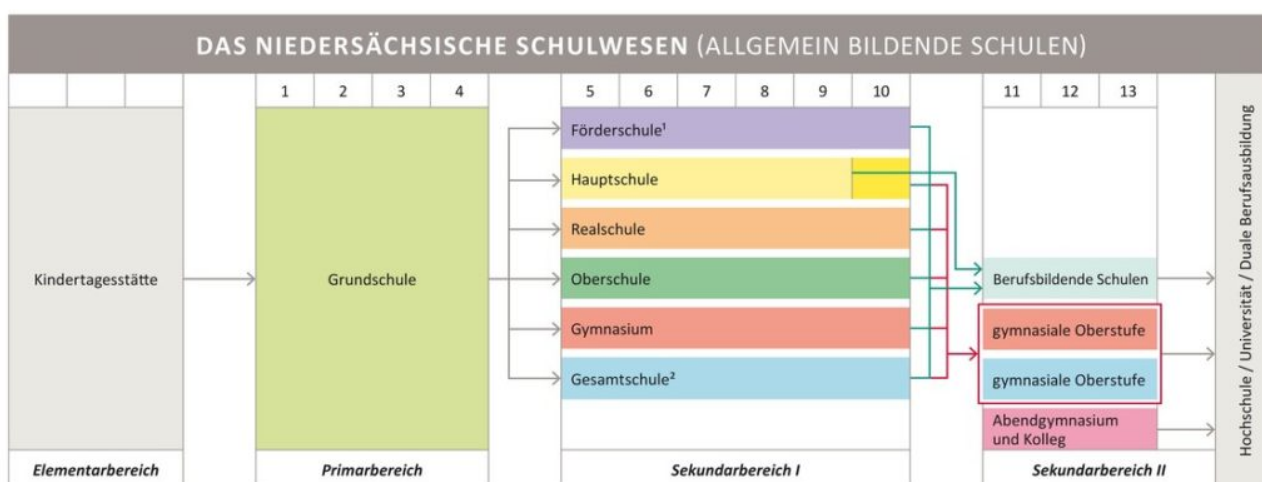 DAS NIEDERSÄCHSISCHE SCHULWESEN (ALLGEMEIN BILDENDE SCHULEN)
1 2 3 4 5 6 7 8 9 10 11 12 13
Kindertagesstätte
Grundschule
Förderschule¹
Hauptschule
Realschule
Oberschule
Gymnasium
Gesamtschule²
Berufsbildende Schulen
gymnasiale Oberstufe
gymnasiale Oberstufe
Abendgymnasium
und Kolleg
Hochschule / Universität / Duale Berufsausbildung
Elementarbereich Primarbereich Sekundarbereich I Sekundarbereich II